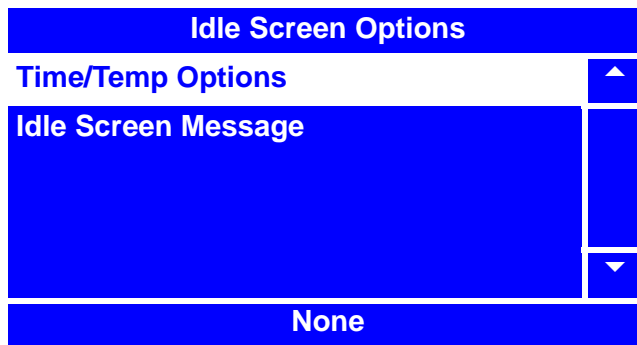 Idle Screen Options
Time/Temp Options
Idle Screen Message
None